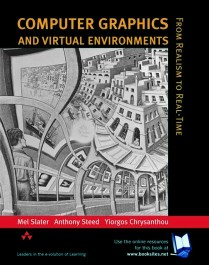 COMPUTER GRAPHICS
AND VIRTUAL ENVIRONMENTS
FROM REALISM TO REAL-TIME
Mel Slater Anthony Steed Yiorgos Chrysanthou
Leaders in the e-volution of Learning
Use the online resources
for this book at
www.booksites.net